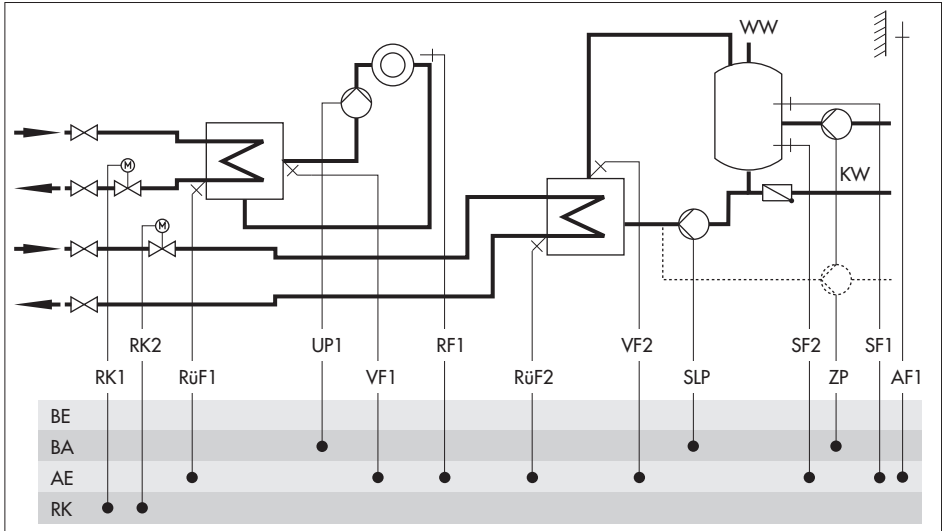 WW
M
KW
M
RK2 UP1 RF1 VF2 SF2 SF1
RK1 RüF1 VF1 RüF2 SLP ZP AF1
BE
BA
AE
RK